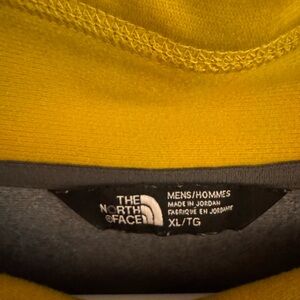 THE
NORTH
FACE
MENS/HOMMES
MADE IN JORDAN
FABRIQUÉ EN JORDANIE
XL/TG